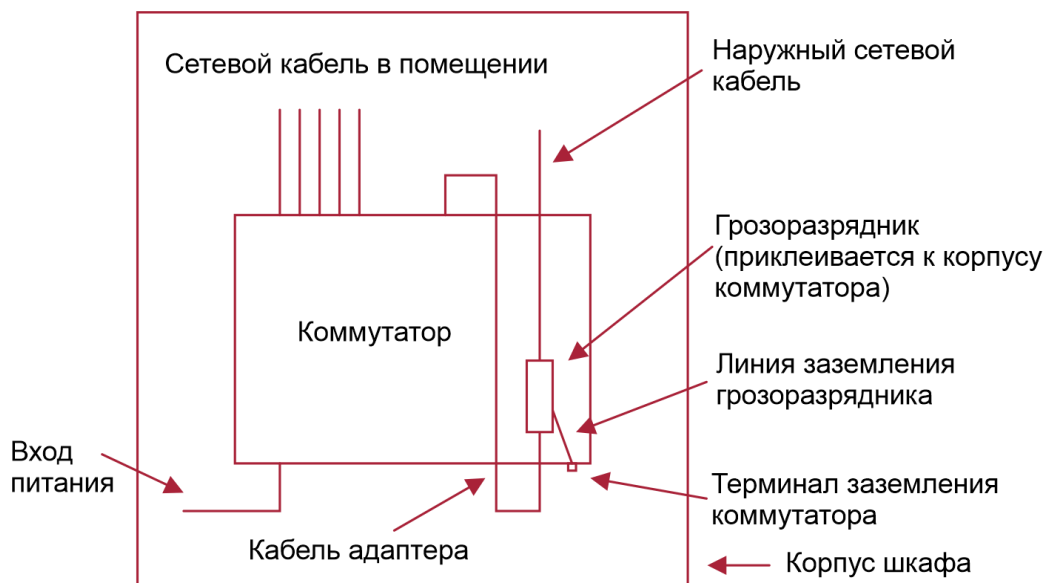 Сетевой кабель в помещении
Наружный сетевой
кабель
Грозоразрядник
(приклеивается к корпусу
коммутатора)
Коммутатор
Линия заземления
грозоразрядника
Вход
питания
Терминал заземления
коммутатора
Кабель адаптера
Корпус шкафа